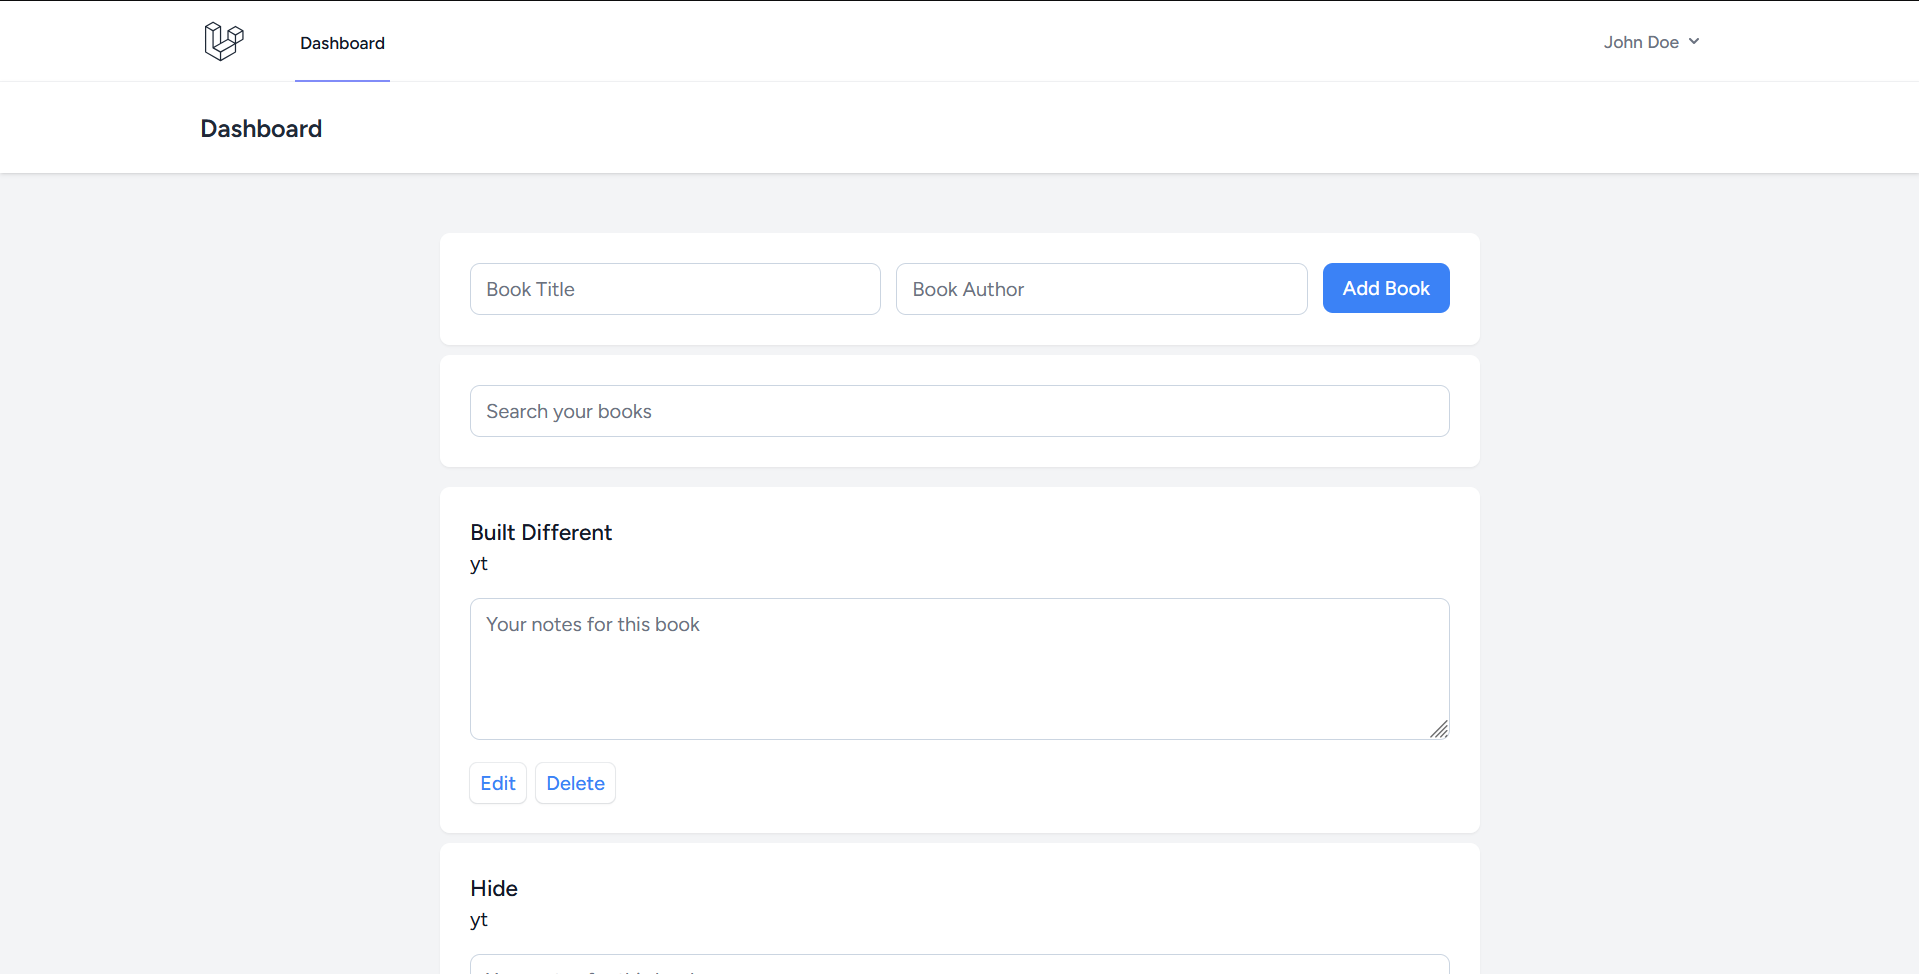 Dashboard
John Doe
Dashboard
Book Title
Book Author
Add Book
Search your books
Built Different
yt
Your notes for this book
Edit
Delete
Hide
yt